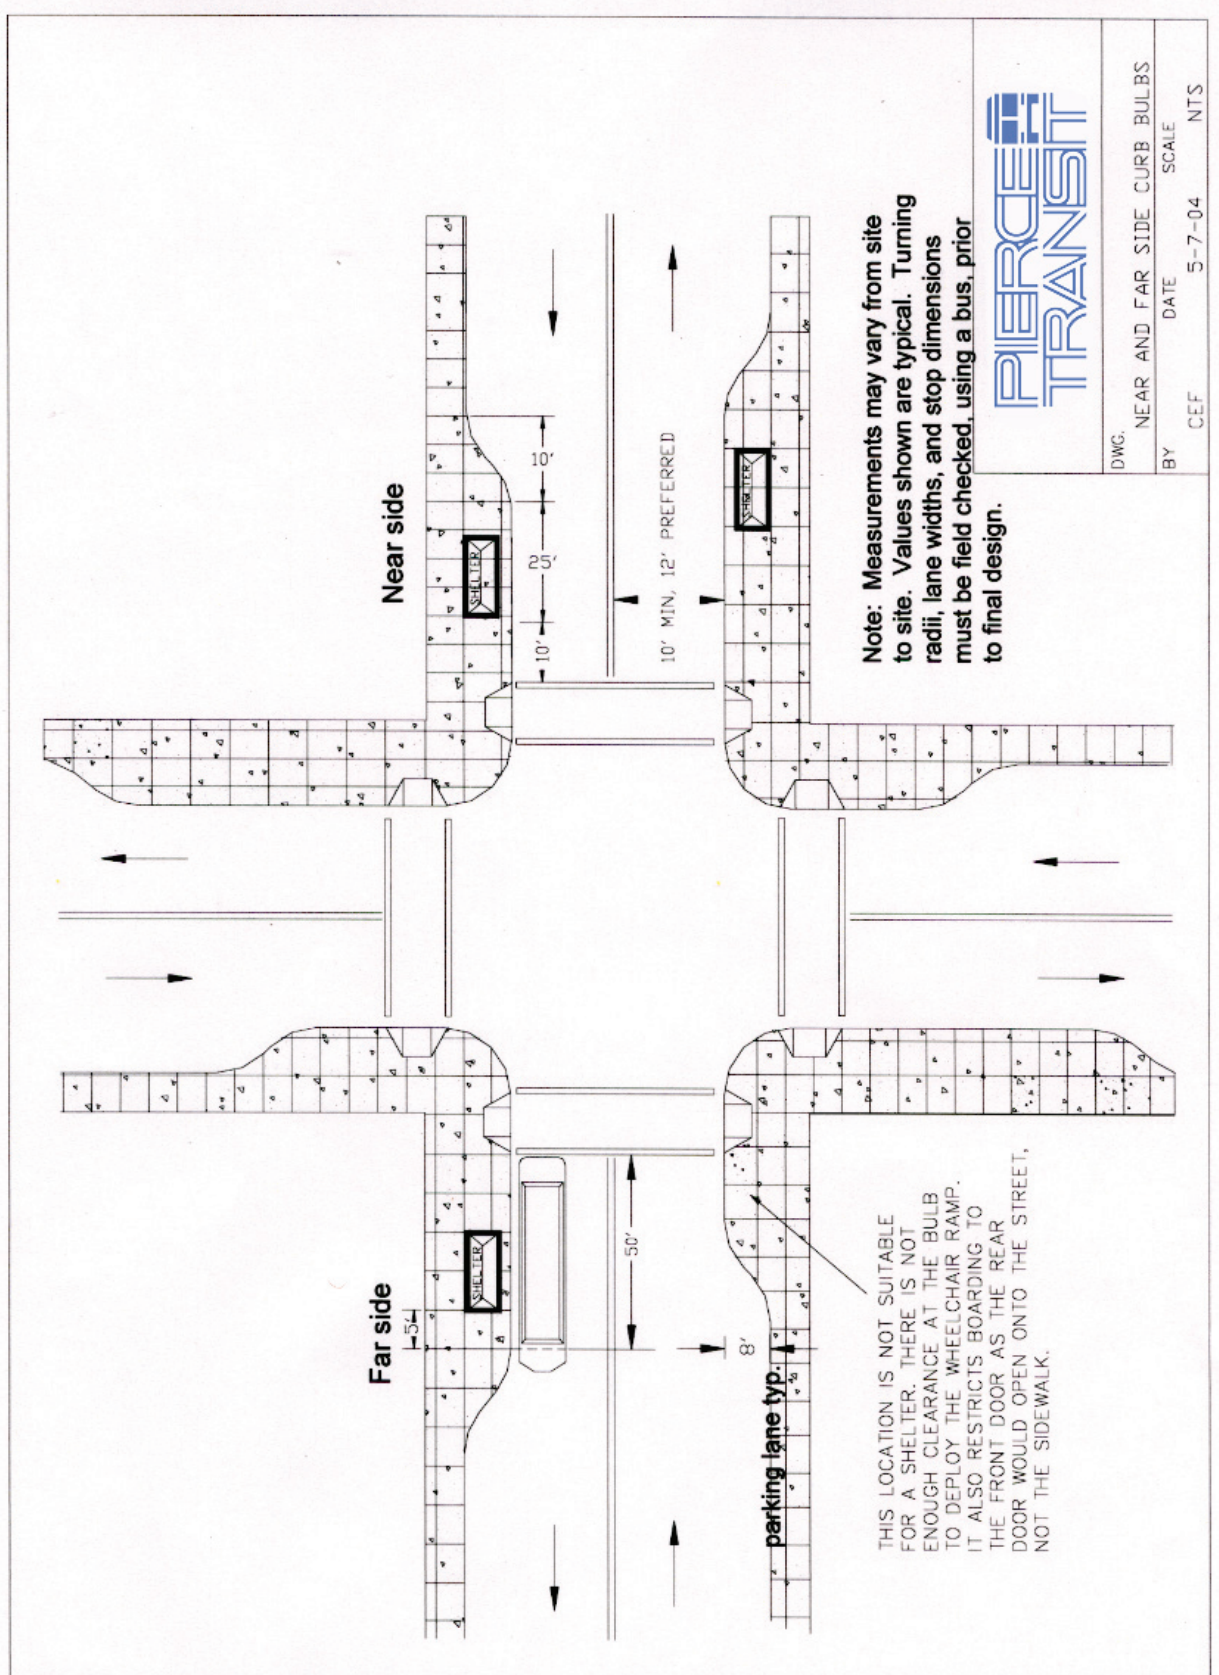 Near side
Far side
SHELTER
SHELTER
SHELTER
10'
25'
10'
5'
50'
8'
10' MIN, 12' PREFERRED
parking lane typ.
Note: Measurements may vary from site
to site. Values shown are typical. Turning
radii, lane widths, and stop dimensions
must be field checked, using a bus, prior
to final design.
THIS LOCATION IS NOT SUITABLE
FOR A SHELTER. THERE IS NOT
ENOUGH CLEARANCE AT THE BULB
TO DEPLOY THE WHEELCHAIR RAMP.
IT ALSO RESTRICTS BOARDING TO
THE FRONT DOOR AS THE REAR
DOOR WOULD OPEN ONTO THE STREET,
NOT THE SIDEWALK.
PIERCE
TRANSIT
DWG.
NEAR AND FAR SIDE CURB BULBS
BY DATE SCALE
CEF 5-7-04 NTS